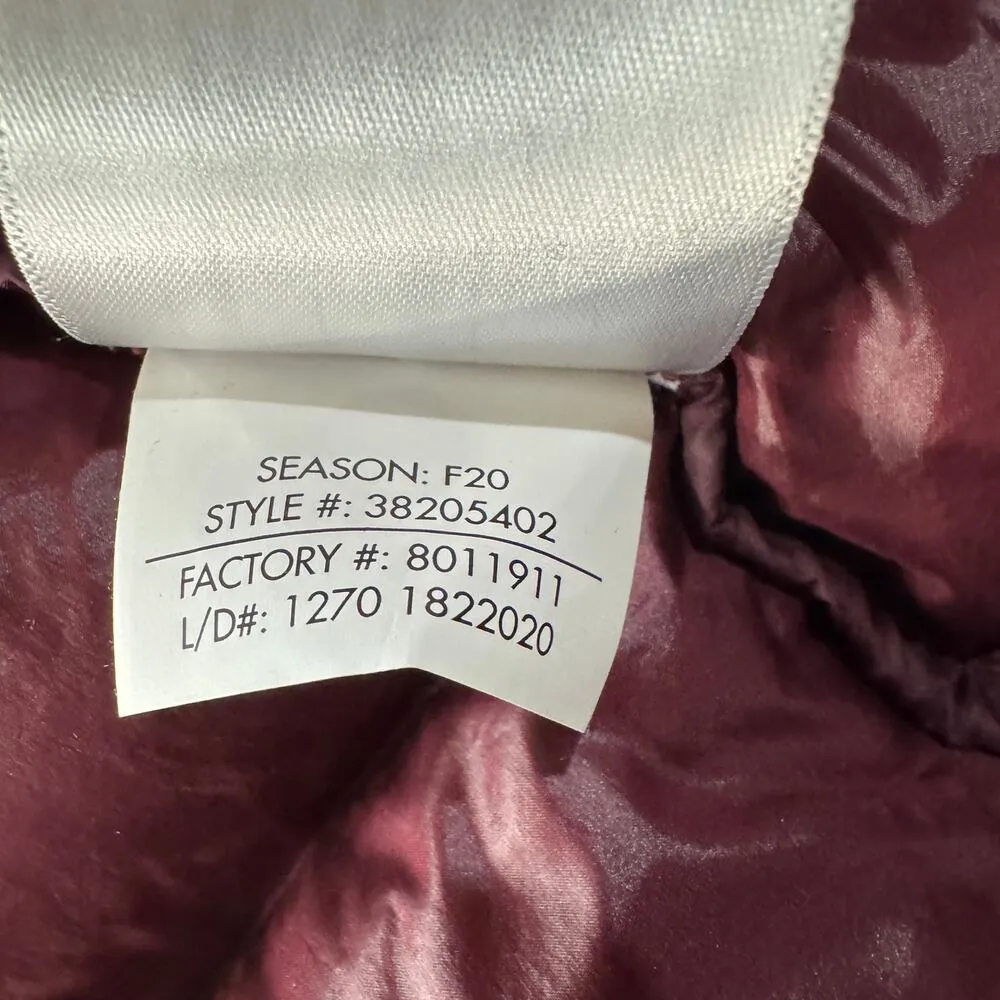 SEASON: F20
STYLE #: 38205402
FACTORY #: 8011911
L/D#: 1270 1822020